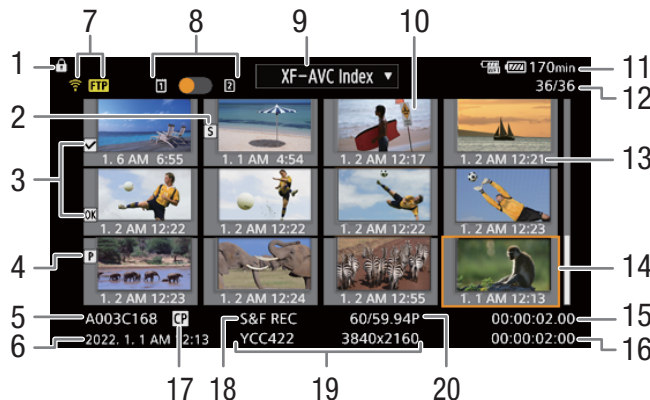 7 8 9 10
1 FTP 1 2 XF-AVC Index ▼ 170min 11
36/36 12
2 S
3 1. 6 AM 6:55 1. 1 AM 4:54 1. 2 AM 12:17 1. 2 AM 12:21 13
OK 1. 2 AM 12:22 1. 2 AM 12:22 1. 2 AM 12:22 1. 2 AM 12:23
4 P 14
1. 2 AM 12:23 1. 2 AM 12:24 1. 2 AM 12:55 1. 1 AM 12:13
5 A003C168 CP S&F REC 60/59.94P 00:00:02.00 15
6 2022. 1. 1 AM 12:13 YCC422 3840x2160 00:00:02:00 16
17 18 19 20